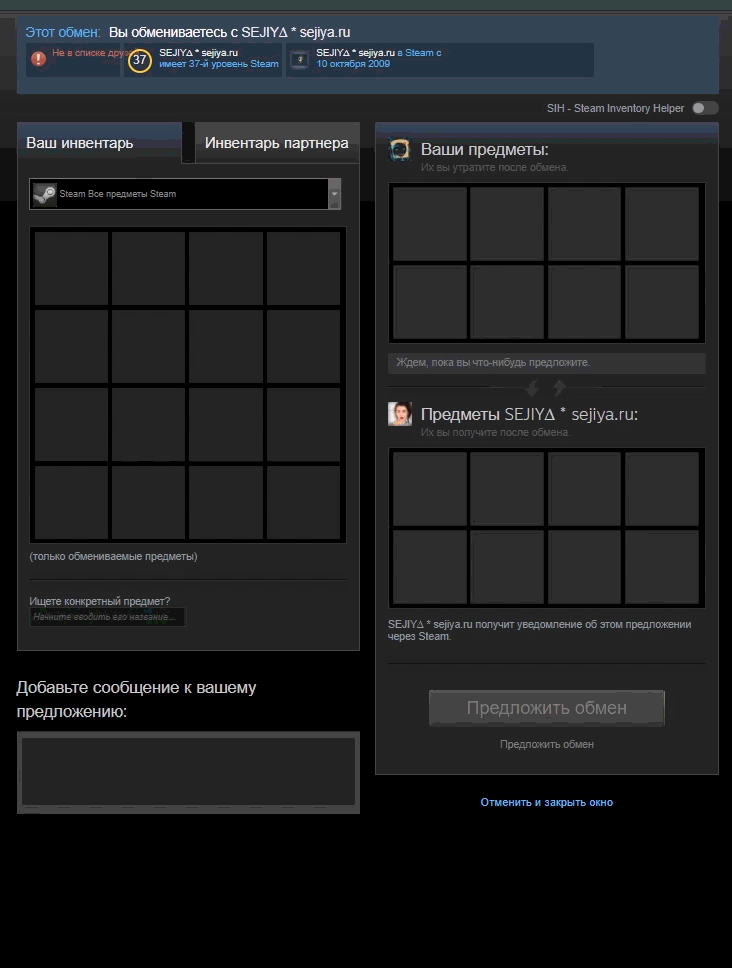 Этот обмен: Вы обмениваетесь с SEJIYΔ * sejiya.ru
Не в списке друзей
37
SEJIYΔ * sejiya.ru
имеет 37-й уровень Steam
SEJIYΔ * sejiya.ru в Steam с
10 октября 2009
SIH - Steam Inventory Helper
Ваш инвентарь
Инвентарь партнера
Steam Все предметы Steam
(только обмениваемые предметы)
Ищете конкретный предмет?
Начните вводить его название...
Добавьте сообщение к вашему
предложению:
Ваши предметы:
Их вы утратите после обмена.
Ждем, пока вы что-нибудь предложите.
Предметы SEJIYΔ * sejiya.ru:
Их вы получите после обмена.
SEJIYΔ * sejiya.ru получит уведомление об этом предложении
через Steam.
Предложить обмен
Предложить обмен
Отменить и закрыть окно